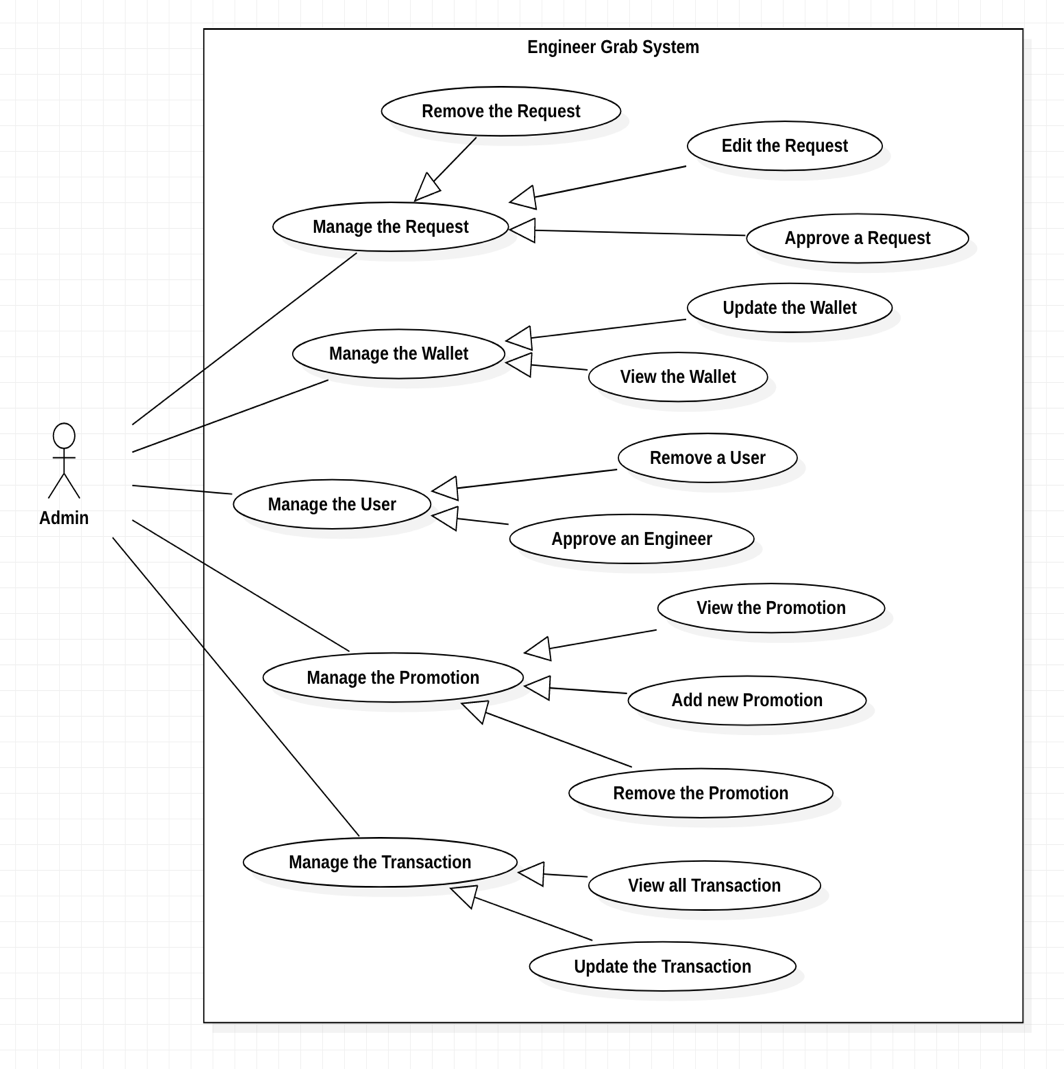 Engineer Grab System
Remove the Request
Edit the Request
Manage the Request
Approve a Request
Update the Wallet
Manage the Wallet
View the Wallet
Remove a User
Manage the User
Admin
Approve an Engineer
View the Promotion
Manage the Promotion
Add new Promotion
Remove the Promotion
Manage the Transaction
View all Transaction
Update the Transaction